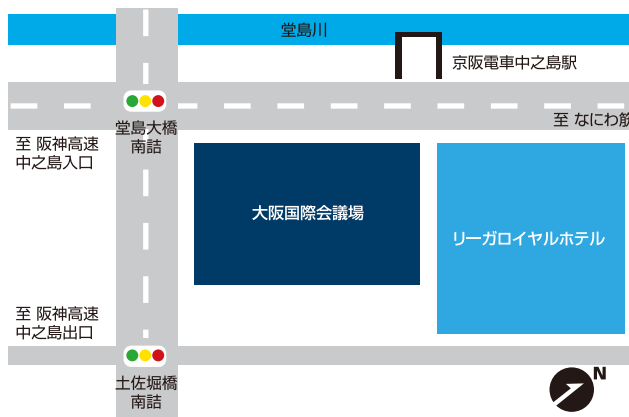 堂島川
京阪電車中之島駅
至 なにわ筋
堂島大橋
南詰
至 阪神高速
中之島入口
大阪国際会議場
リーガロイヤルホテル
至 阪神高速
中之島出口
土佐堀橋
南詰
N